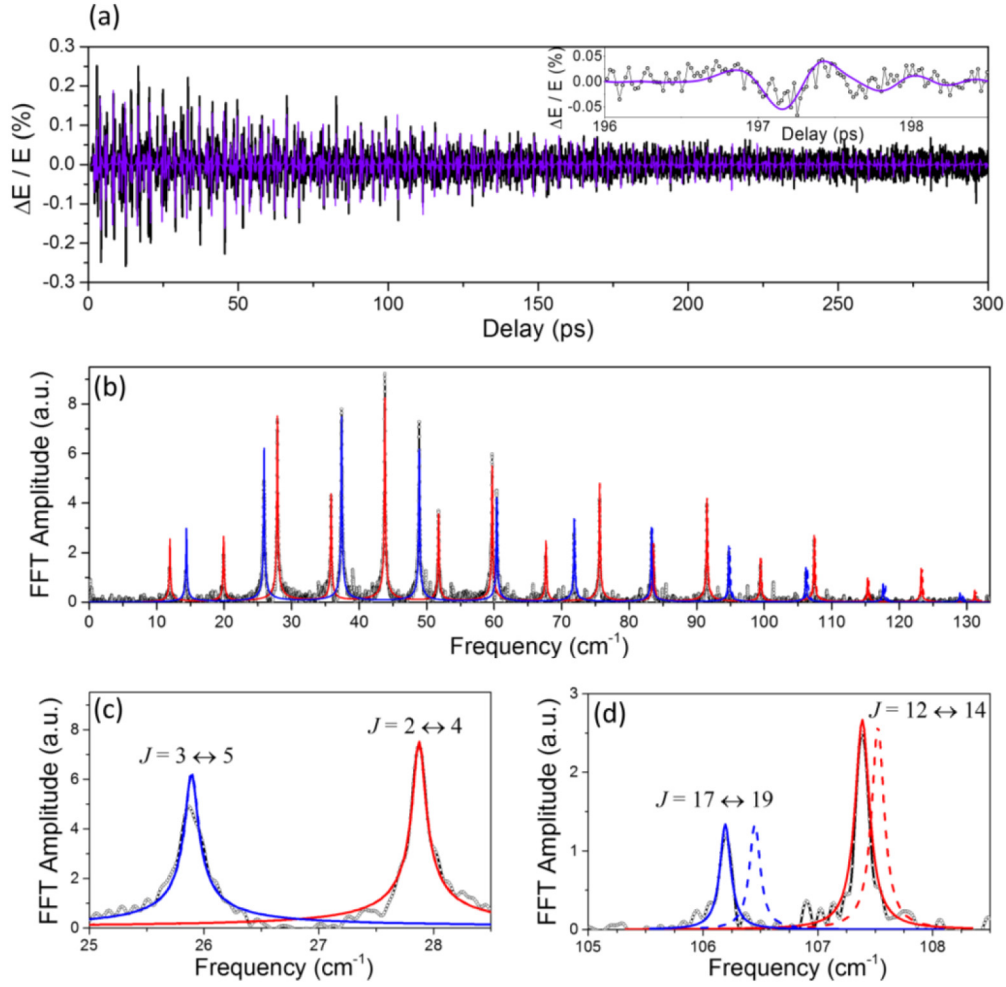 (a)
0.3
0.2
0.1
0.0
-0.1
-0.2
-0.3
ΔE / E (%)
0 50 100 150 200 250 300
Delay (ps)
0.05
0.00
-0.05
ΔE / E (%)
196 197 198
Delay (ps)
(b)
8
6
4
2
0
FFT Amplitude (a.u.)
0 10 20 30 40 50 60 70 80 90 100 110 120 130
Frequency (cm⁻¹)
(c)
8
6
4
2
0
FFT Amplitude (a.u.)
J = 3 ↔ 5
J = 2 ↔ 4
25 26 27 28
Frequency (cm⁻¹)
(d)
3
2
1
0
FFT Amplitude (a.u.)
J = 12 ↔ 14
J = 17 ↔ 19
105 106 107 108
Frequency (cm⁻¹)